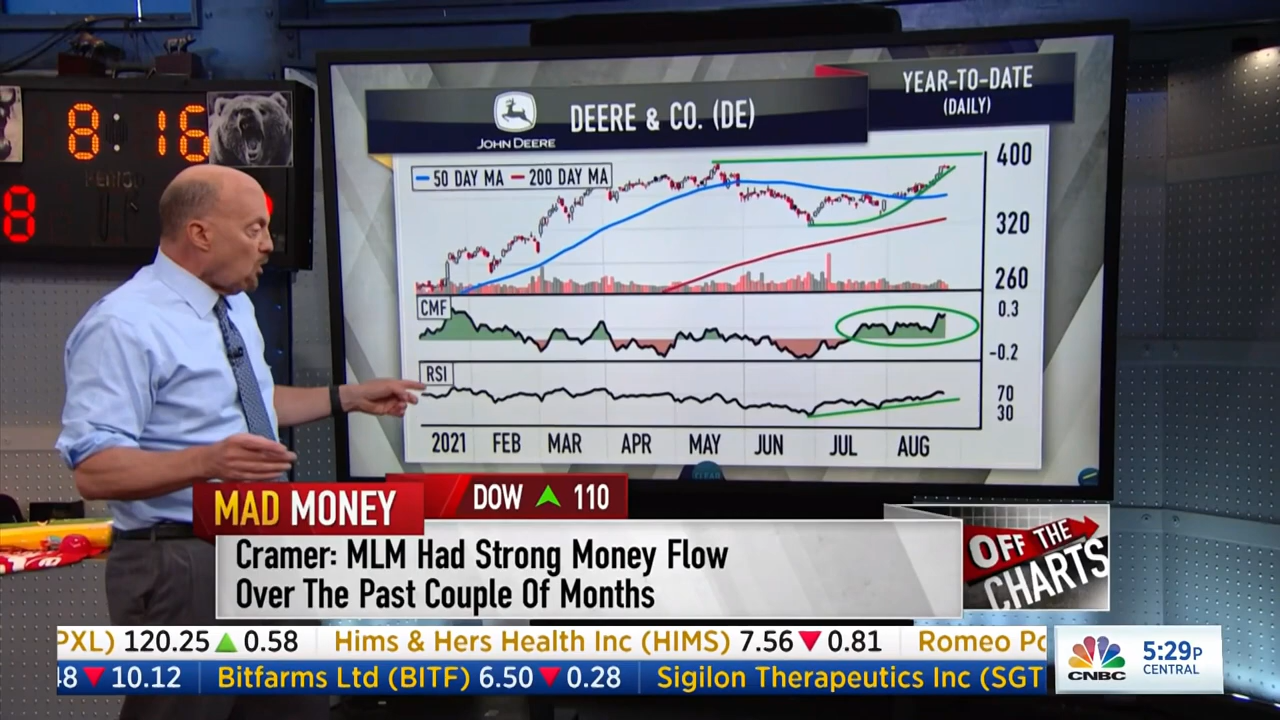 8:16
8
JOHN DEERE
DEERE & CO. (DE)
YEAR-TO-DATE
(DAILY)
50 DAY MA
200 DAY MA
400
320
260
CMF
0.3
-0.2
RSI
70
30
2021 FEB MAR APR MAY JUN JUL AUG
CLEAR
MAD MONEY
DOW ▲ 110
Cramer: MLM Had Strong Money Flow
Over The Past Couple Of Months
OFF THE
CHARTS
PXL) 120.25 ▲ 0.58 Hims & Hers Health Inc (HIMS) 7.56 ▼ 0.81 Romeo Po
48 ▼ 10.12 Bitfarms Ltd (BITF) 6.50 ▼ 0.28 Sigilon Therapeutics Inc (SGT
CNBC
5:29P
CENTRAL